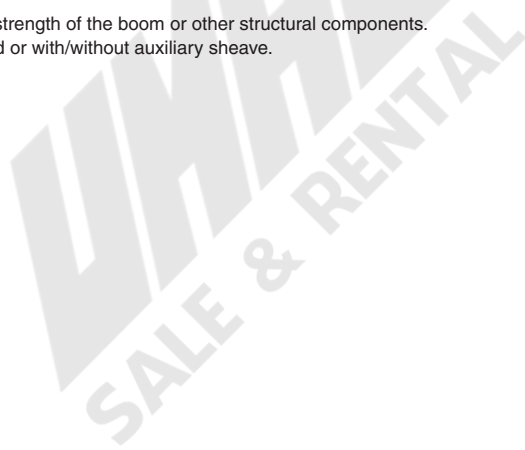 strength of the boom or other structural components.
d or with/without auxiliary sheave.
SALE & RENTAL